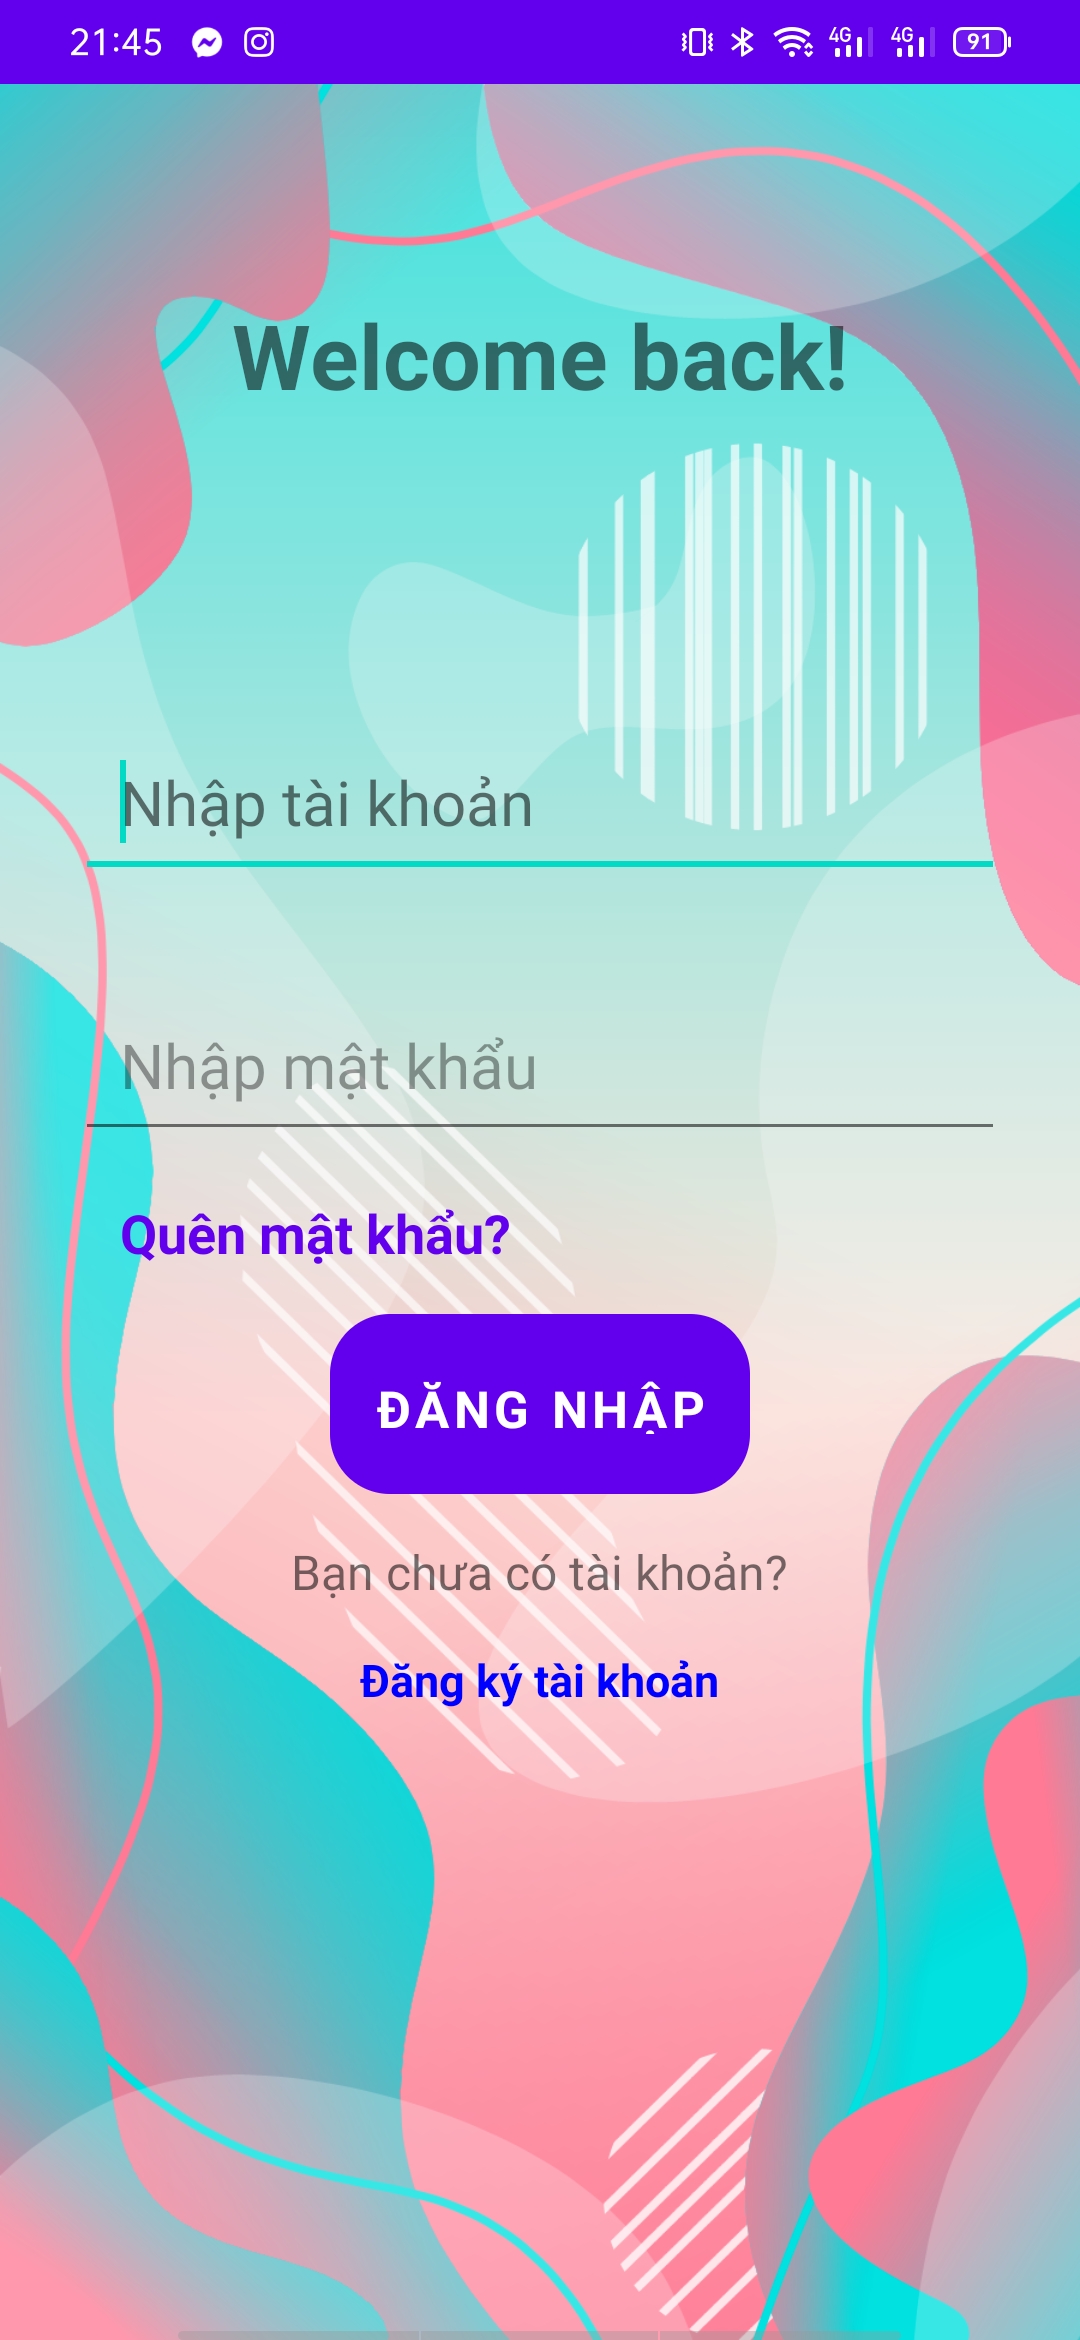 21:45
4G 4G 91
Welcome back!
Nhập tài khoản
Nhập mật khẩu
Quên mật khẩu?
ĐĂNG NHẬP
Bạn chưa có tài khoản?
Đăng ký tài khoản